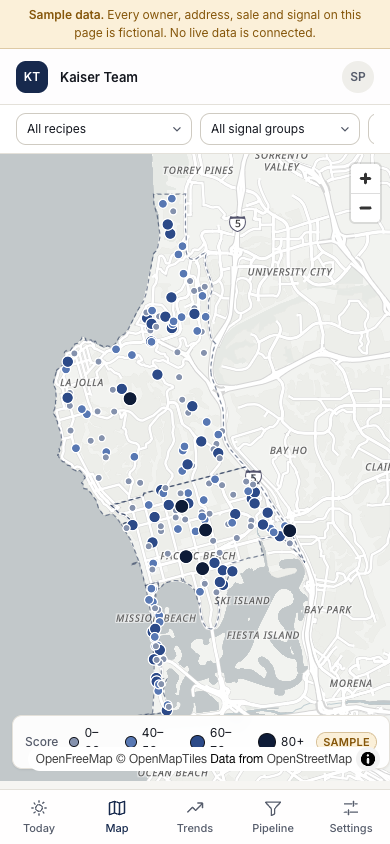 Sample data. Every owner, address, sale and signal on this
page is fictional. No live data is connected.
KT
Kaiser Team
SP
All recipes
All signal groups
SORRENTO
VALLEY
TORREY PINES
5
UNIVERSITY CITY
LA JOLLA
BAY HO
5
PACIFIC BEACH
SKI ISLAND
MISSION BEACH
BAY PARK
FIESTA ISLAND
MORENA
Score
0–
40–
60–
80+
SAMPLE
OpenFreeMap © OpenMapTiles Data from OpenStreetMap
OCEAN BEACH
Today
Map
Trends
Pipeline
Settings